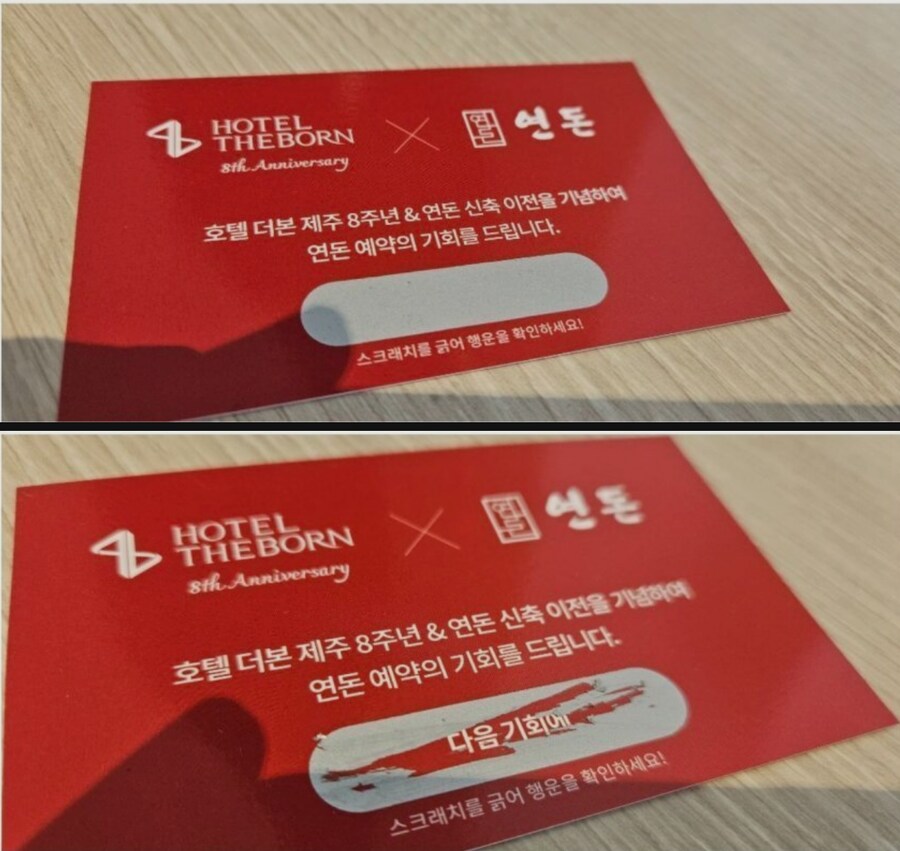 HOTEL
THEBORN
8th Anniversary
연돈
연돈
호텔 더본 제주 8주년 & 연돈 신축 이전을 기념하여
연돈 예약의 기회를 드립니다.
스크래치를 긁어 행운을 확인하세요!
HOTEL
THEBORN
8th Anniversary
연돈
연돈
호텔 더본 제주 8주년 & 연돈 신축 이전을 기념하여
연돈 예약의 기회를 드립니다.
다음 기회에
스크래치를 긁어 행운을 확인하세요!